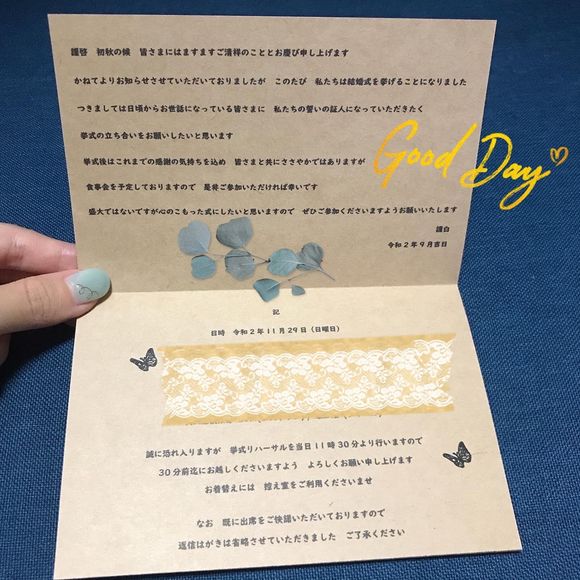 謹啓　初秋の候　皆さまにはますますご清祥のこととお慶び申し上げます
かねてよりお知らせさせていただいておりましたが　このたび　私たちは結婚式を挙げることになりました
つきましては日頃からお世話になっている皆さまに　私たちの誓いの証人になっていただきたく
挙式の立ち合いをお願いしたいと思います
挙式後はこれまでの感謝の気持ちを込め　皆さまと共にささやかではありますが
食事会を予定しておりますので　是非ご参加いただければ幸いです
盛大ではないですが心のこもった式にしたいと思いますので　ぜひご参加くださいますようお願いいたします
謹白
令和2年9月吉日
Good Day♡
記
日時　令和2年11月29日（日曜日）
誠に恐れ入りますが　挙式リハーサルを当日11時30分より行いますので
30分前迄にお越しくださいますよう　よろしくお願い申し上げます
お着替えには　控え室をご利用くださいませ
なお　既に出席をご快諾いただいておりますので
返信はがきは省略させていただきました　ご了承ください